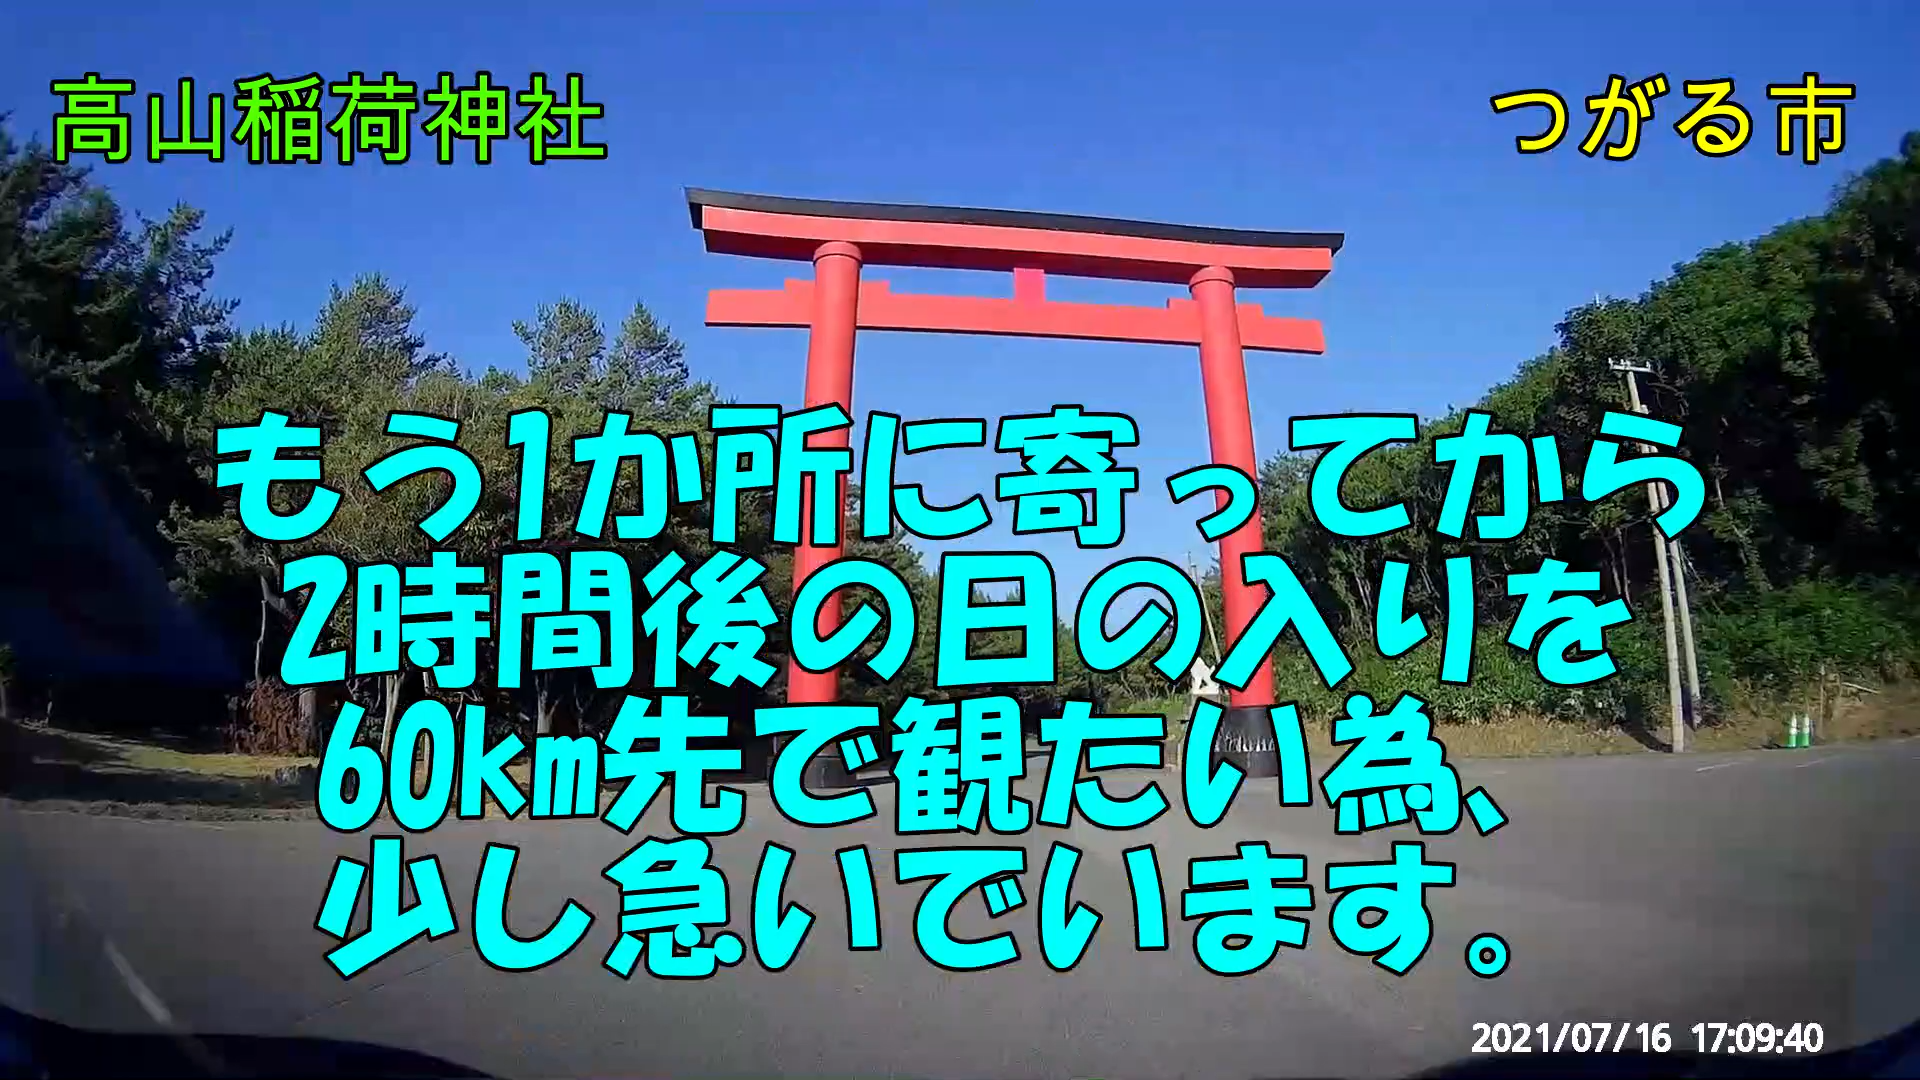 高山稲荷神社
つがる市
もう1か所に寄ってから
2時間後の日の入りを
60km先で観たい為、
少し急いでいます。
2021/07/16 17:09:40